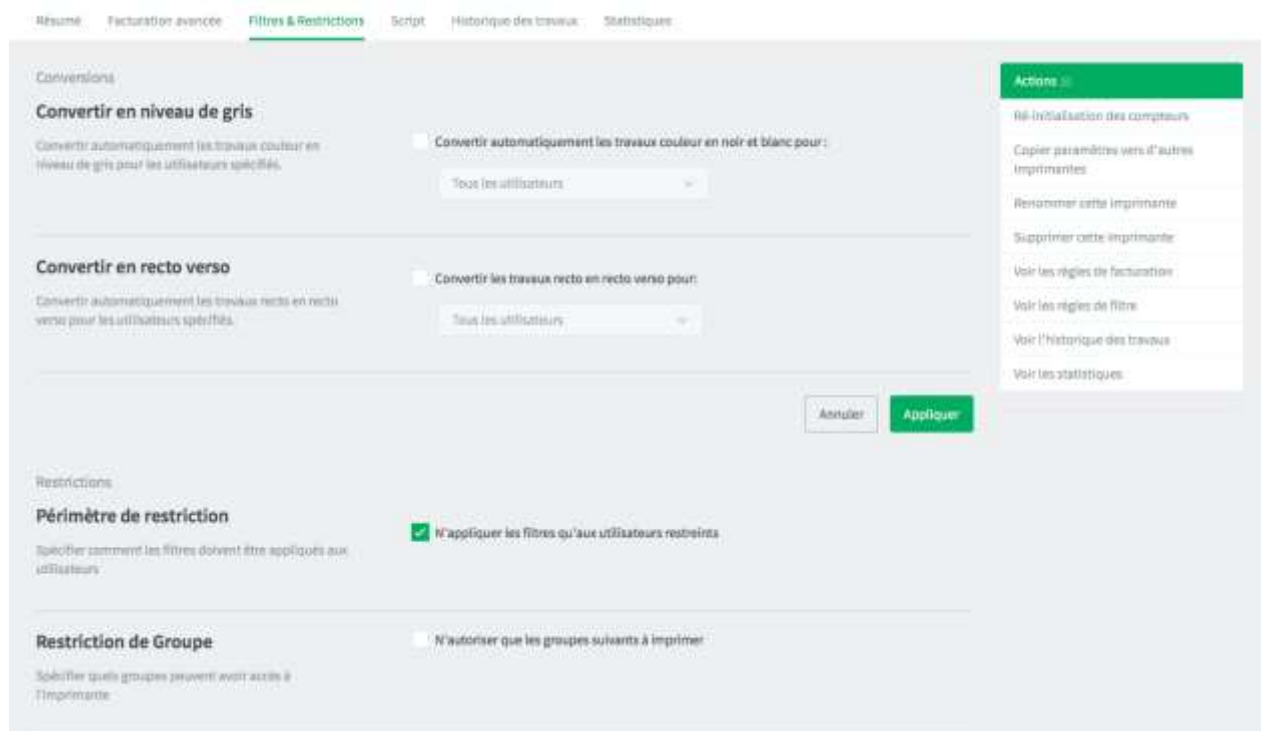 Résumé Facturation avancée Filtres & Restrictions Script Historique des travaux Statistiques
Conversions
Convertir en niveau de gris
Convertir automatiquement les travaux couleur en
niveau de gris pour les utilisateurs spécifiés.
Convertir automatiquement les travaux couleur en noir et blanc pour :
Tous les utilisateurs
Convertir en recto verso
Convertir automatiquement les travaux recto en recto
verso pour les utilisateurs spécifiés.
Convertir les travaux recto en recto verso pour:
Tous les utilisateurs
Annuler Appliquer
Restrictions
Périmètre de restriction
Spécifier comment les filtres doivent être appliqués aux
utilisateurs
N'appliquer les filtres qu'aux utilisateurs restreints
Restriction de Groupe
Spécifier quels groupes peuvent avoir accès à
l'imprimante
N'autoriser que les groupes suivants à imprimer
Actions
Ré-initialisation des compteurs
Copier paramètres vers d'autres
imprimantes
Renommer cette imprimante
Supprimer cette imprimante
Voir les règles de facturation
Voir les règles de filtre
Voir l'historique des travaux
Voir les statistiques